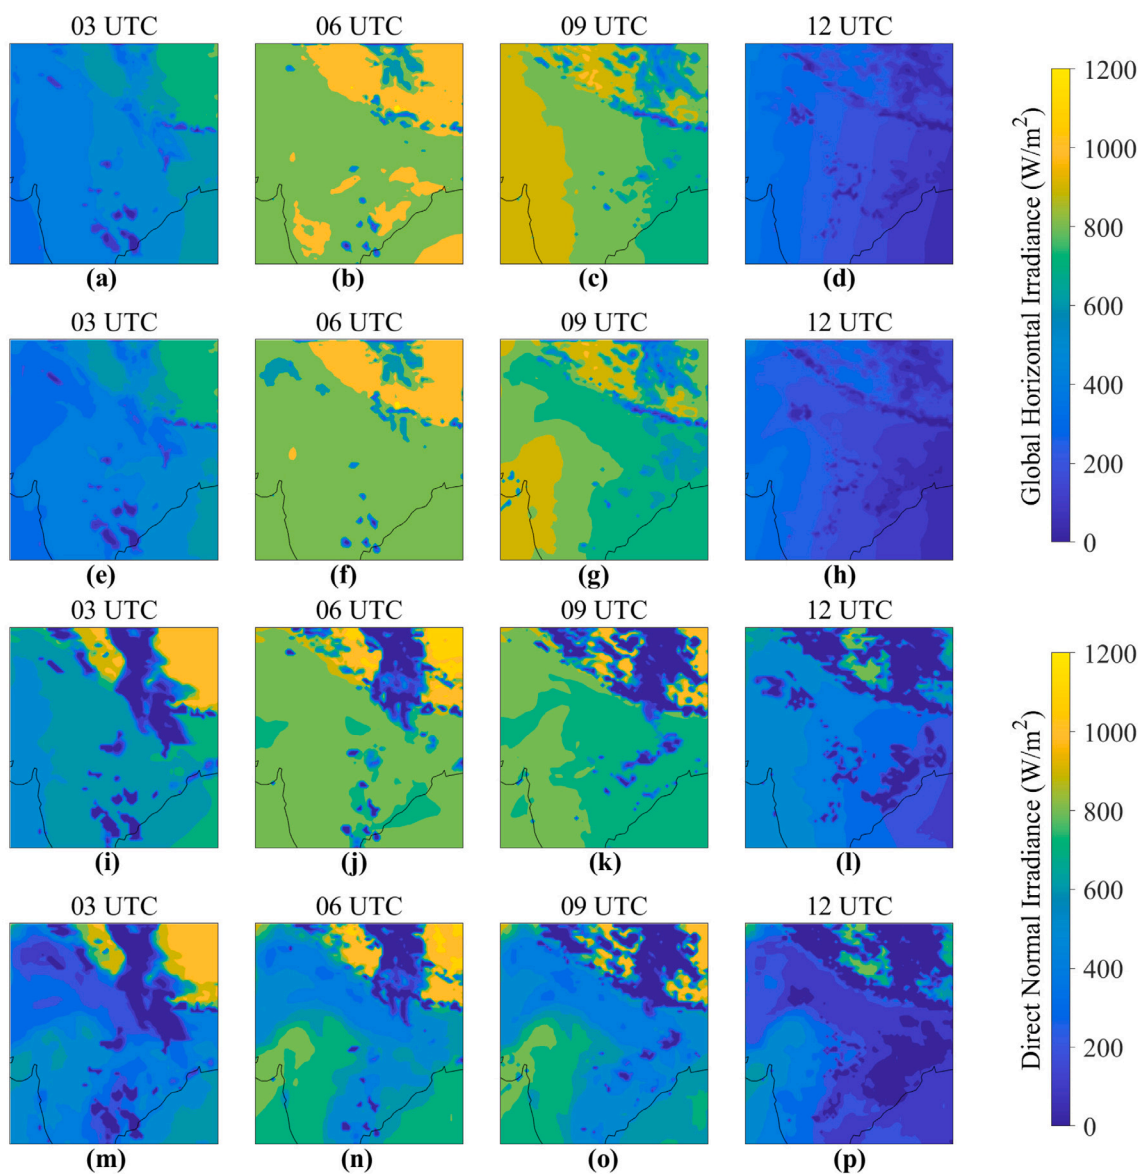 03 UTC 06 UTC 09 UTC 12 UTC
(a) (b) (c) (d)
03 UTC 06 UTC 09 UTC 12 UTC
(e) (f) (g) (h)
1200
1000
800
600
400
200
0
Global Horizontal Irradiance (W/m²)
03 UTC 06 UTC 09 UTC 12 UTC
(i) (j) (k) (l)
03 UTC 06 UTC 09 UTC 12 UTC
(m) (n) (o) (p)
1200
1000
800
600
400
200
0
Direct Normal Irradiance (W/m²)